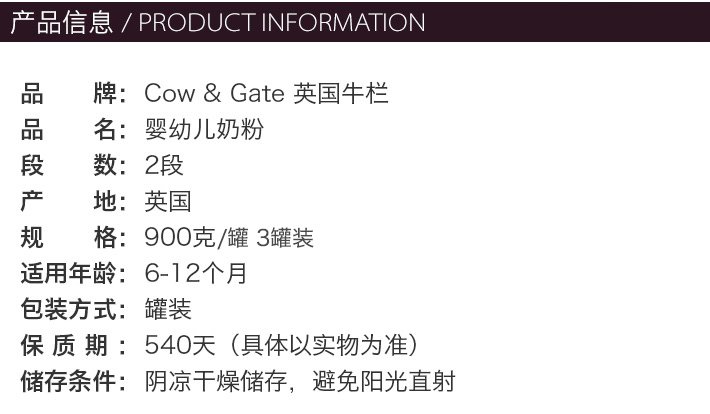 产品信息 / PRODUCT INFORMATION
品 牌：Cow & Gate 英国牛栏
品 名：婴幼儿奶粉
段 数：2段
产 地：英国
规 格：900克/罐 3罐装
适用年龄：6-12个月
包装方式：罐装
保 质 期 ：540天（具体以实物为准）
储存条件：阴凉干燥储存，避免阳光直射